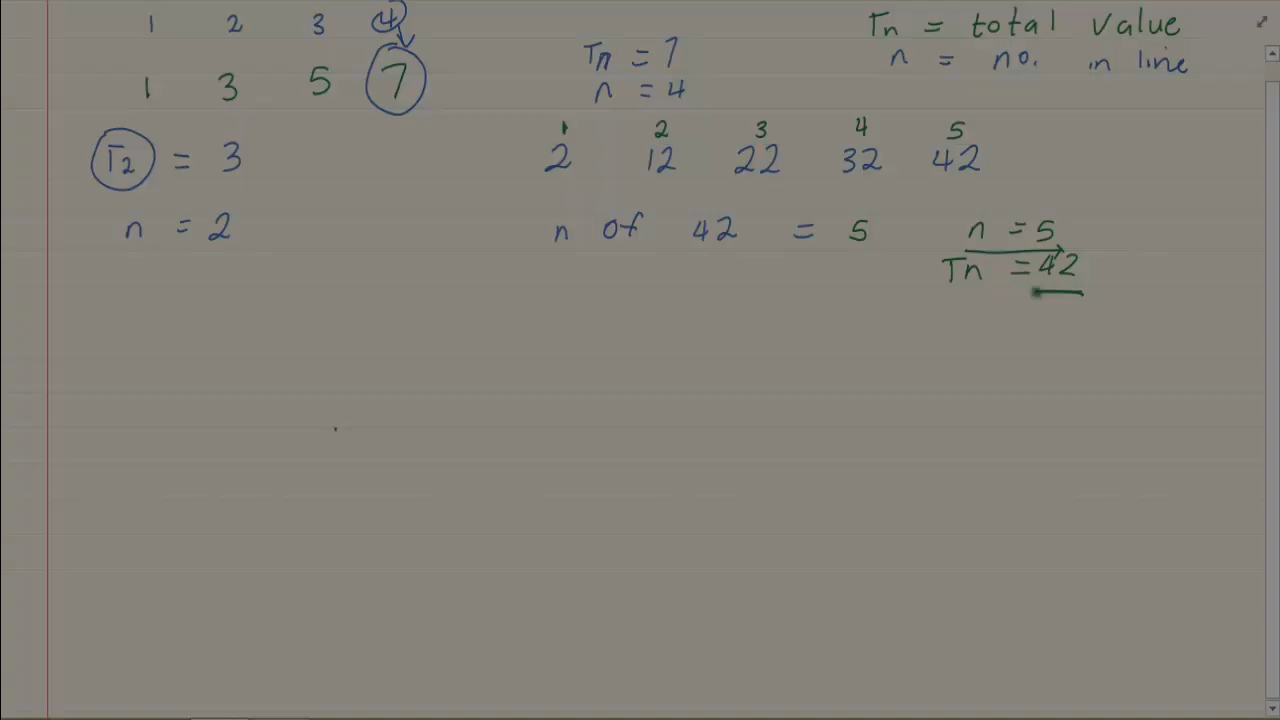 1 2 3 4
1 3 5 7
Tn = 7
n = 4
Tn = total value
n = no. in line
T2 = 3
n = 2
1 2 3 4 5
2 12 22 32 42
n of 42 = 5
n = 5
Tn = 42